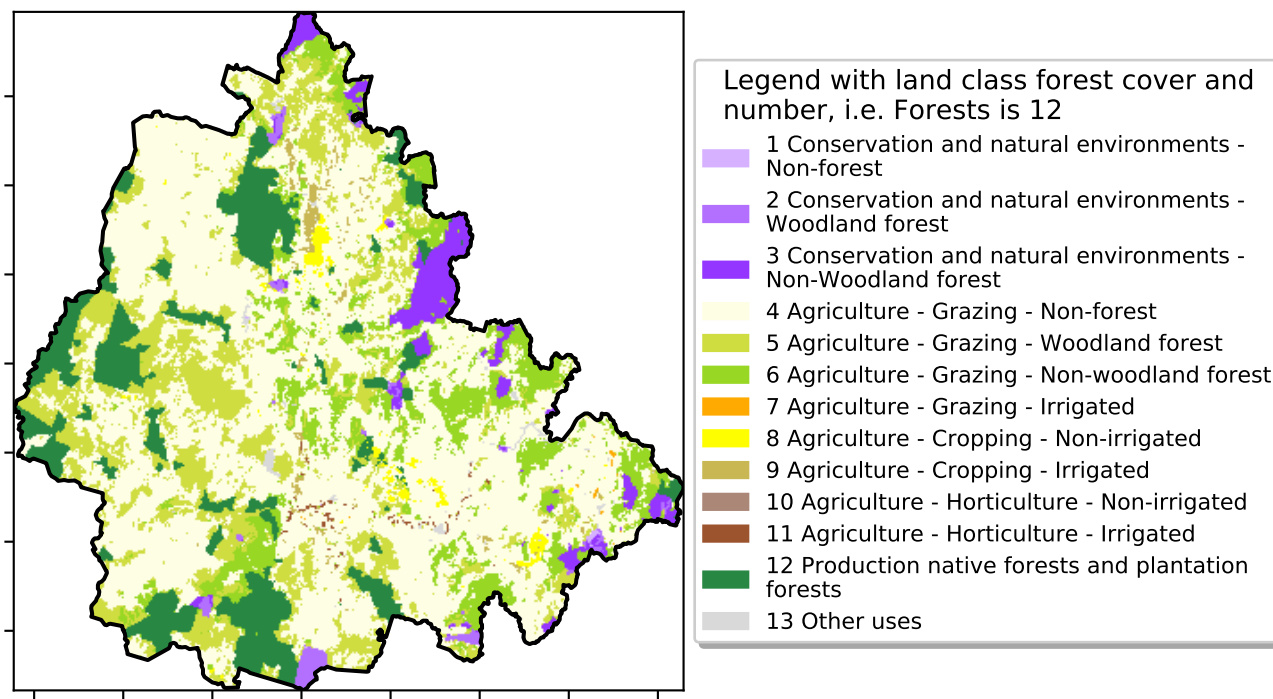 Legend with land class forest cover and
number, i.e. Forests is 12
1 Conservation and natural environments -
Non-forest
2 Conservation and natural environments -
Woodland forest
3 Conservation and natural environments -
Non-Woodland forest
4 Agriculture - Grazing - Non-forest
5 Agriculture - Grazing - Woodland forest
6 Agriculture - Grazing - Non-woodland forest
7 Agriculture - Grazing - Irrigated
8 Agriculture - Cropping - Non-irrigated
9 Agriculture - Cropping - Irrigated
10 Agriculture - Horticulture - Non-irrigated
11 Agriculture - Horticulture - Irrigated
12 Production native forests and plantation
forests
13 Other uses